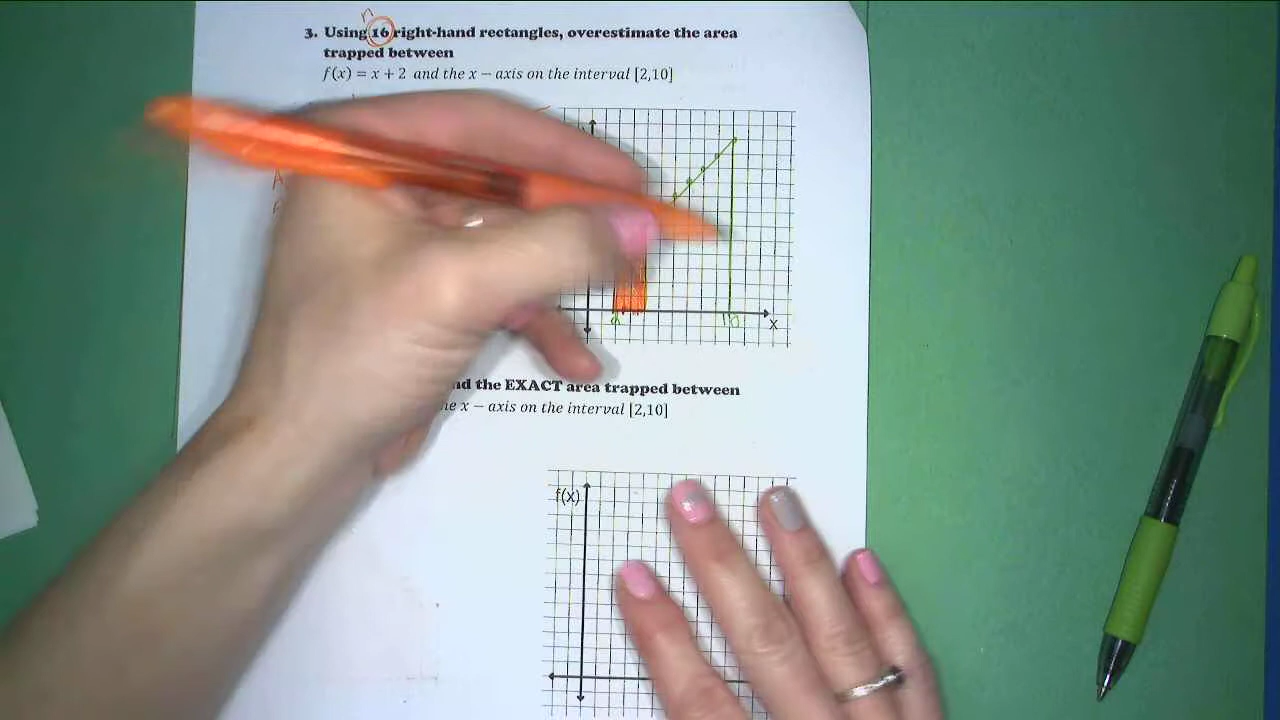 n
3. Using 16 right-hand rectangles, overestimate the area
trapped between
f(x) = x + 2 and the x − axis on the interval [2,10]
A
2
10
x
nd the EXACT area trapped between
he x − axis on the interval [2,10]
f(x)